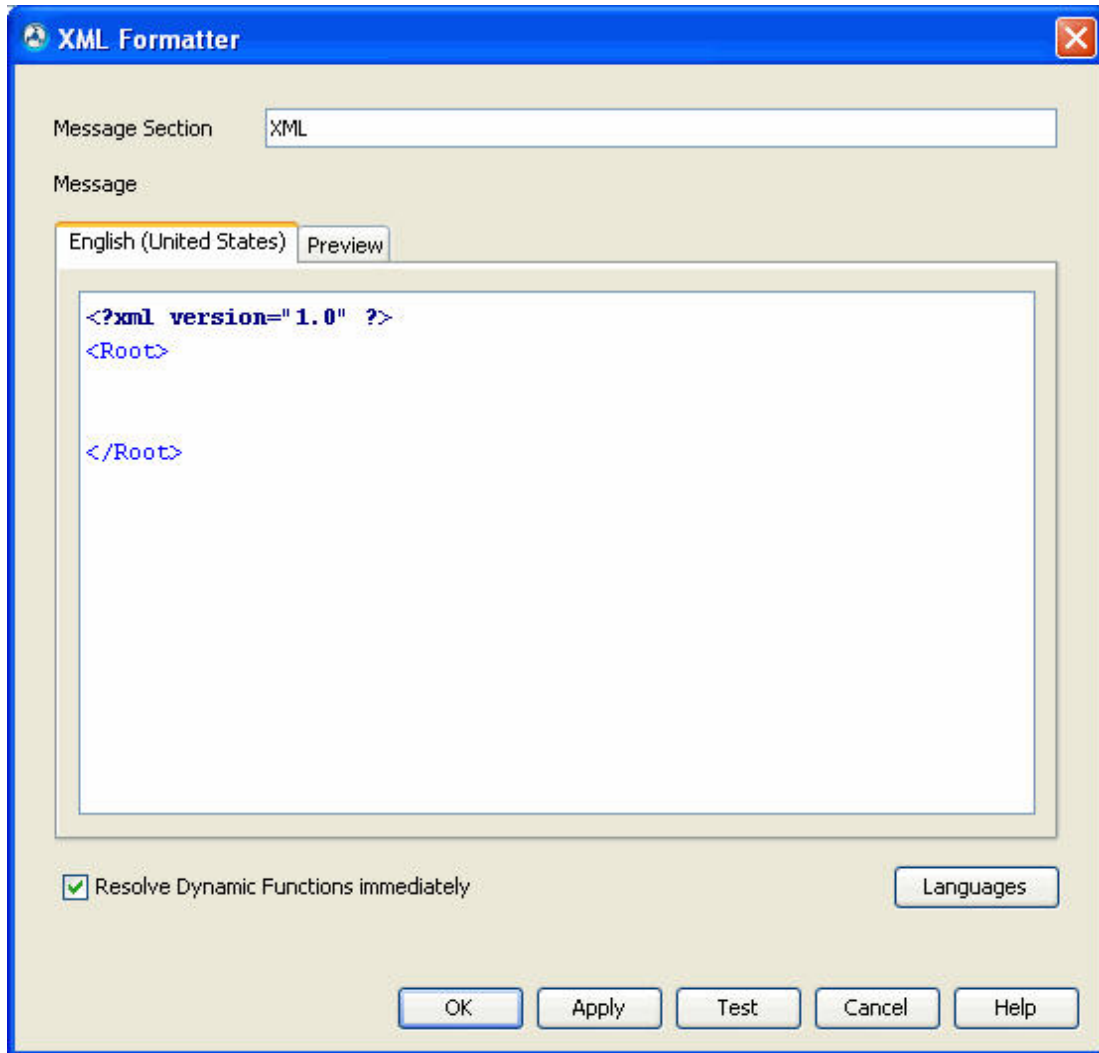 XML Formatter
Message Section XML
Message
English (United States) Preview
<?xml version="1.0" ?>
<Root>
</Root>
Resolve Dynamic Functions immediately Languages
OK Apply Test Cancel Help